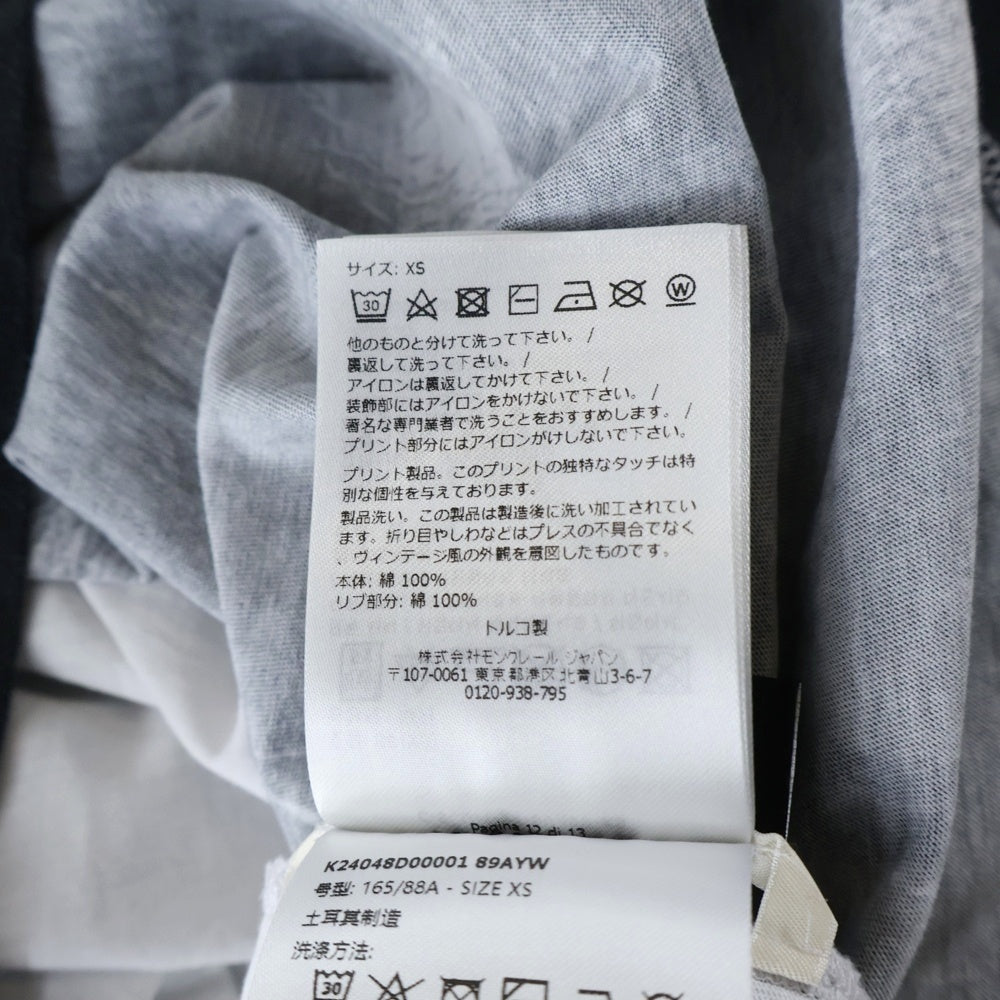 サイズ: XS
30 W
他のものと分けて洗って下さい。 /
裏返して洗って下さい。 /
アイロンは裏返してかけて下さい。 /
装飾部にはアイロンをかけないで下さい。 /
著名な専門業者で洗うことをおすすめします。 /
プリント部分にはアイロンがけしないで下さい。
プリント製品。このプリントの独特なタッチは特
別な個性を与えております。
製品洗い。この製品は製造後に洗い加工されてい
ます。折り目やしわなどはプレスの不具合でなく
、ヴィンテージ風の外観を意図したものです。
本体: 綿 100%
リブ部分: 綿 100%
トルコ製
株式会社モンクレール ジャパン
〒107-0061 東京都港区北青山3-6-7
0120-938-795
Pagina 12 di 13
K24048D00001 89AYW
号型: 165/88A - SIZE XS
土耳其制造
洗涤方法:
30